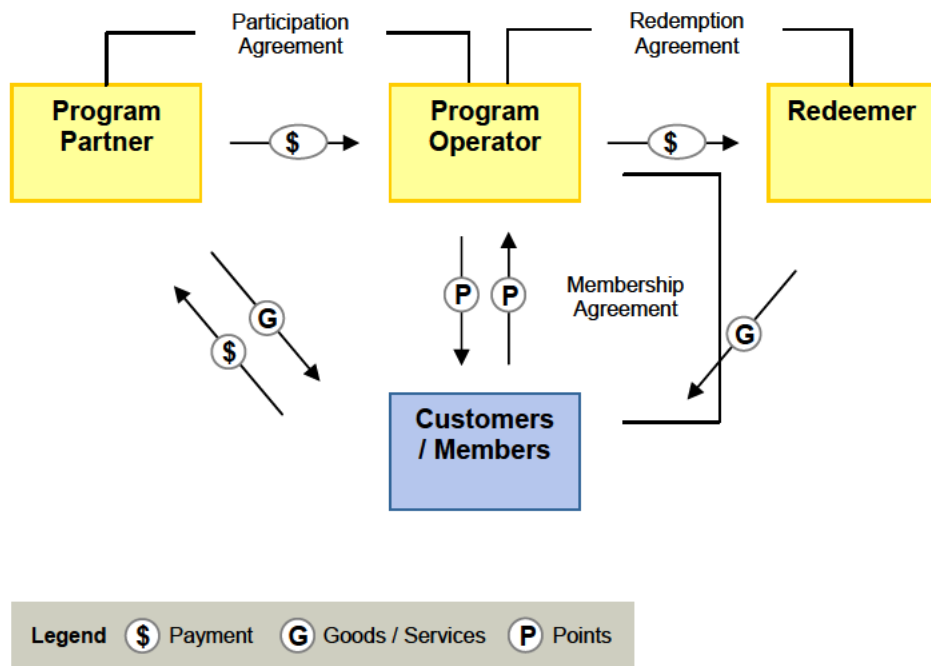 Participation
Agreement
Redemption
Agreement
Program
Partner
$
Program
Operator
$
Redeemer
G
$
P
P
Membership
Agreement
G
Customers
/ Members
Legend $ Payment G Goods / Services P Points